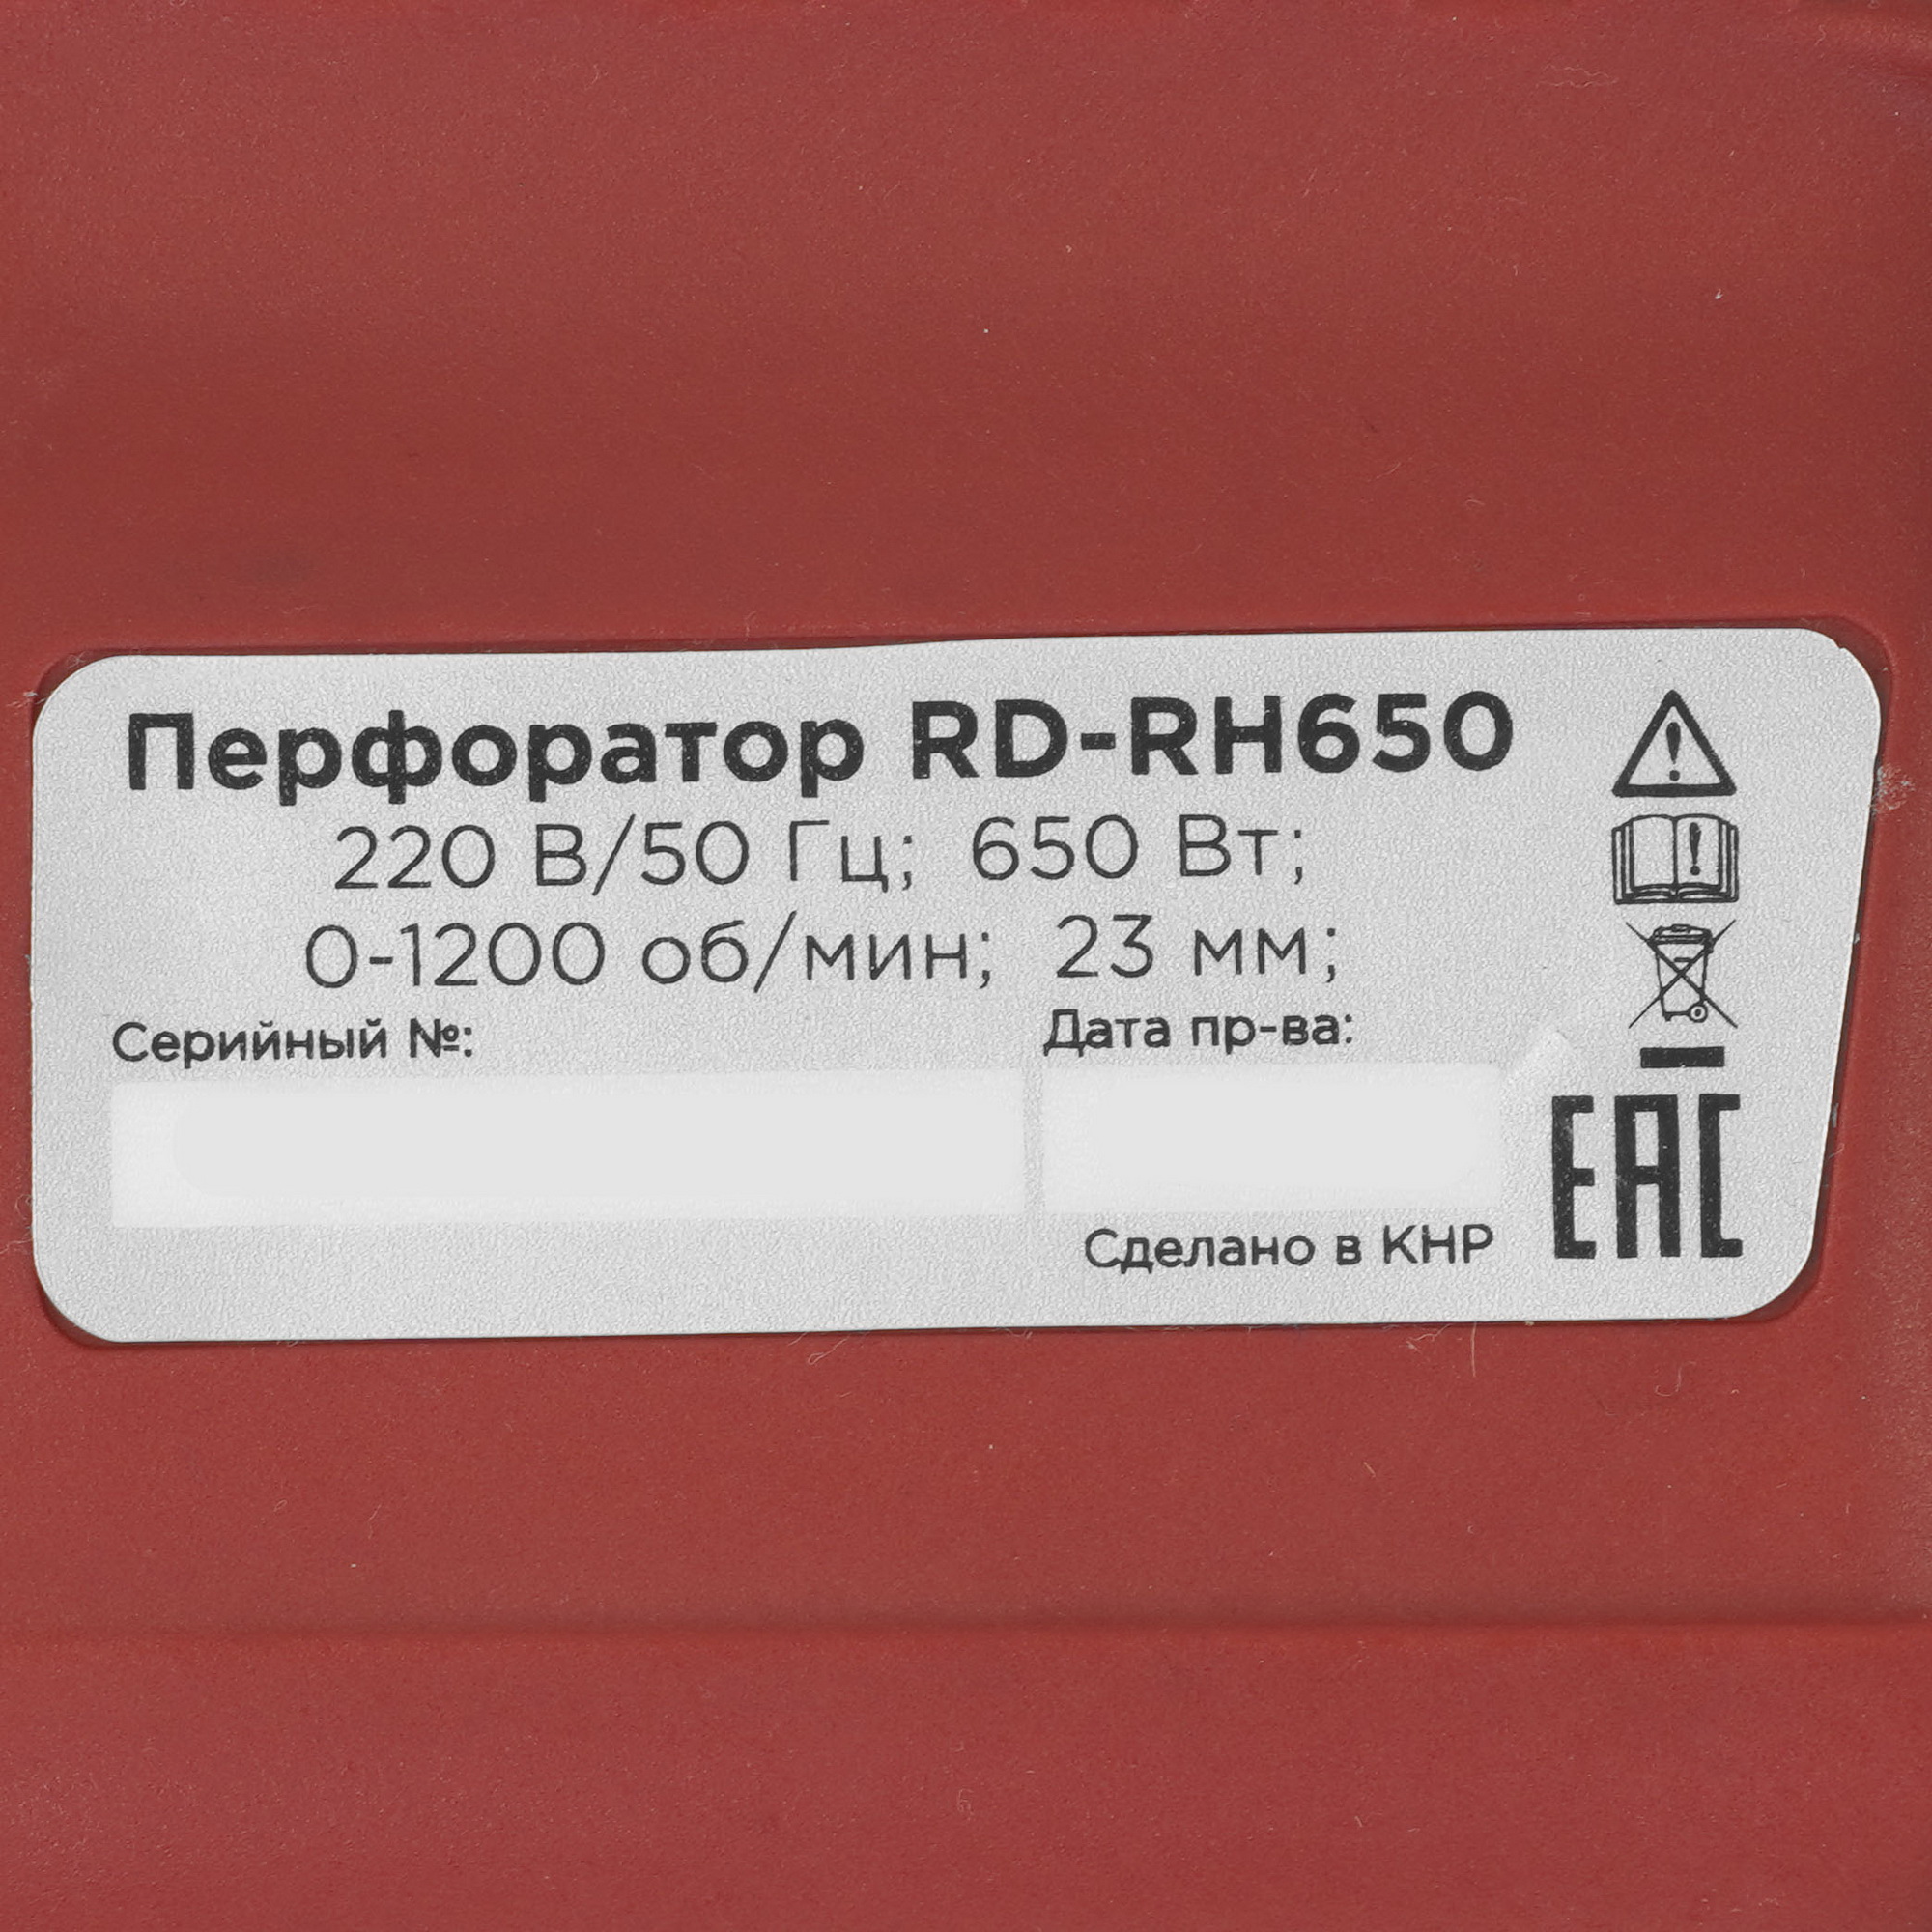 Перфоратор RD-RH650
220 В/50 Гц; 650 Вт;
0-1200 об/мин; 23 мм;
Серийный №: Дата пр-ва:
Сделано в КНР
EAC